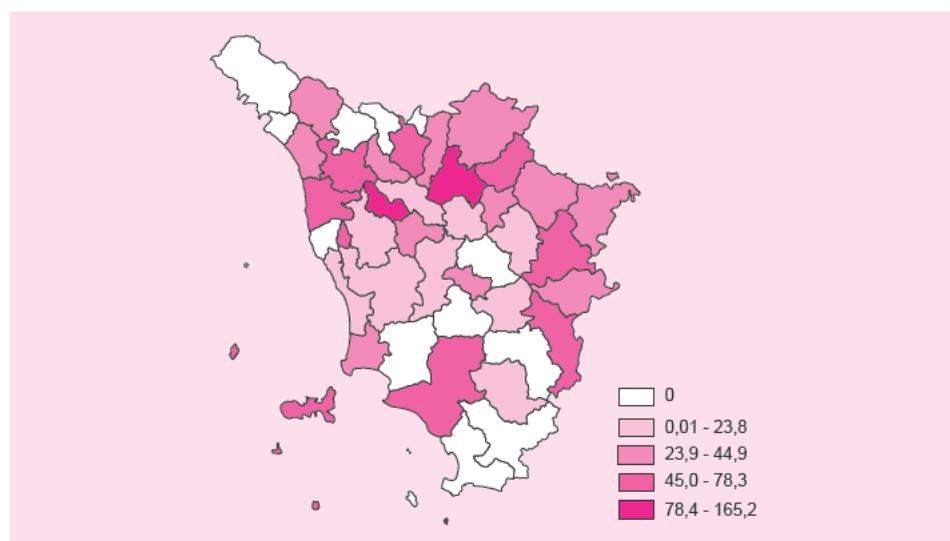 0
0,01 - 23,8
23,9 - 44,9
45,0 - 78,3
78,4 - 165,2